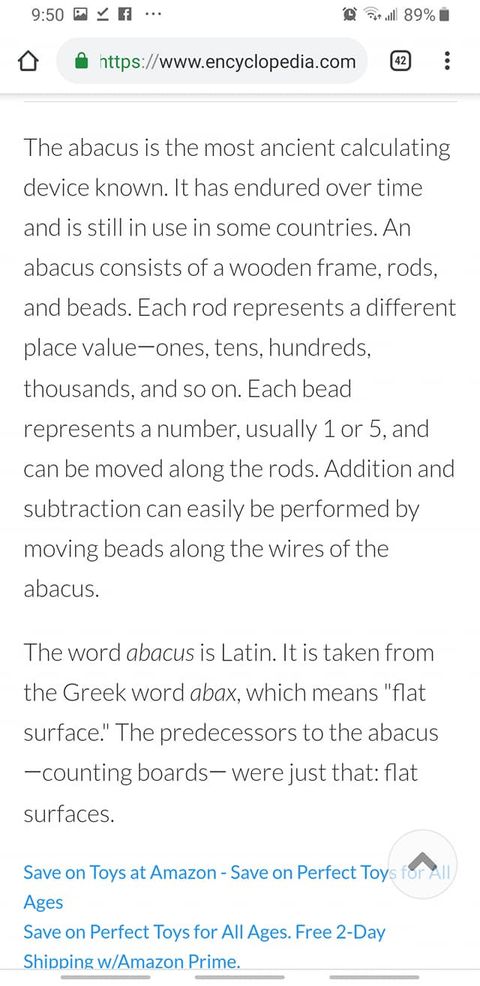 9:50 89%
https://www.encyclopedia.com 42
The abacus is the most ancient calculating
device known. It has endured over time
and is still in use in some countries. An
abacus consists of a wooden frame, rods,
and beads. Each rod represents a different
place value—ones, tens, hundreds,
thousands, and so on. Each bead
represents a number, usually 1 or 5, and
can be moved along the rods. Addition and
subtraction can easily be performed by
moving beads along the wires of the
abacus.
The word abacus is Latin. It is taken from
the Greek word abax, which means "flat
surface." The predecessors to the abacus
—counting boards— were just that: flat
surfaces.
Save on Toys at Amazon - Save on Perfect Toys for All
Ages
Save on Perfect Toys for All Ages. Free 2-Day
Shipping w/Amazon Prime.